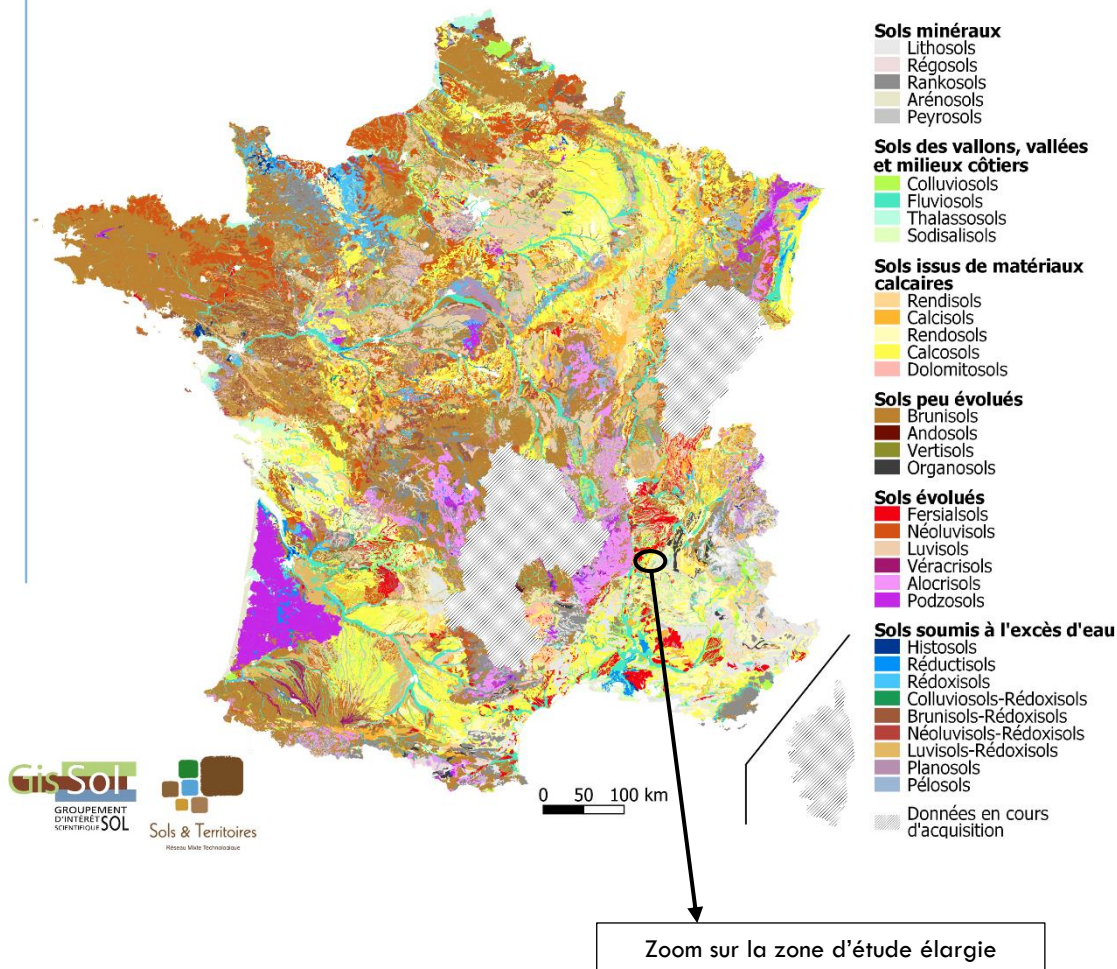 Sols minéraux
Lithosols
Régosols
Rankosols
Arénosols
Peyrosols
Sols des vallons, vallées
et milieux côtiers
Colluviosols
Fluviosols
Thalassosols
Sodisalisols
Sols issus de matériaux
calcaires
Rendisols
Calcisols
Rendosols
Calcosols
Dolomitosols
Sols peu évolués
Brunisols
Andosols
Vertisols
Organosols
Sols évolués
Fersialsols
Néoluvisols
Luvisols
Véracrisols
Alocrisols
Podzosols
Sols soumis à l'excès d'eau
Histosols
Réductisols
Rédoxisols
Colluviosols-Rédoxisols
Brunisols-Rédoxisols
Néoluvisols-Rédoxisols
Luvisols-Rédoxisols
Planosols
Pélosols
Données en cours
d'acquisition
GisSol
GROUPEMENT
D'INTÉRÊT
SCIENTIFIQUE SOL
Sols & Territoires
Réseau Mixte Technologique
0 50 100 km
Zoom sur la zone d'étude élargie